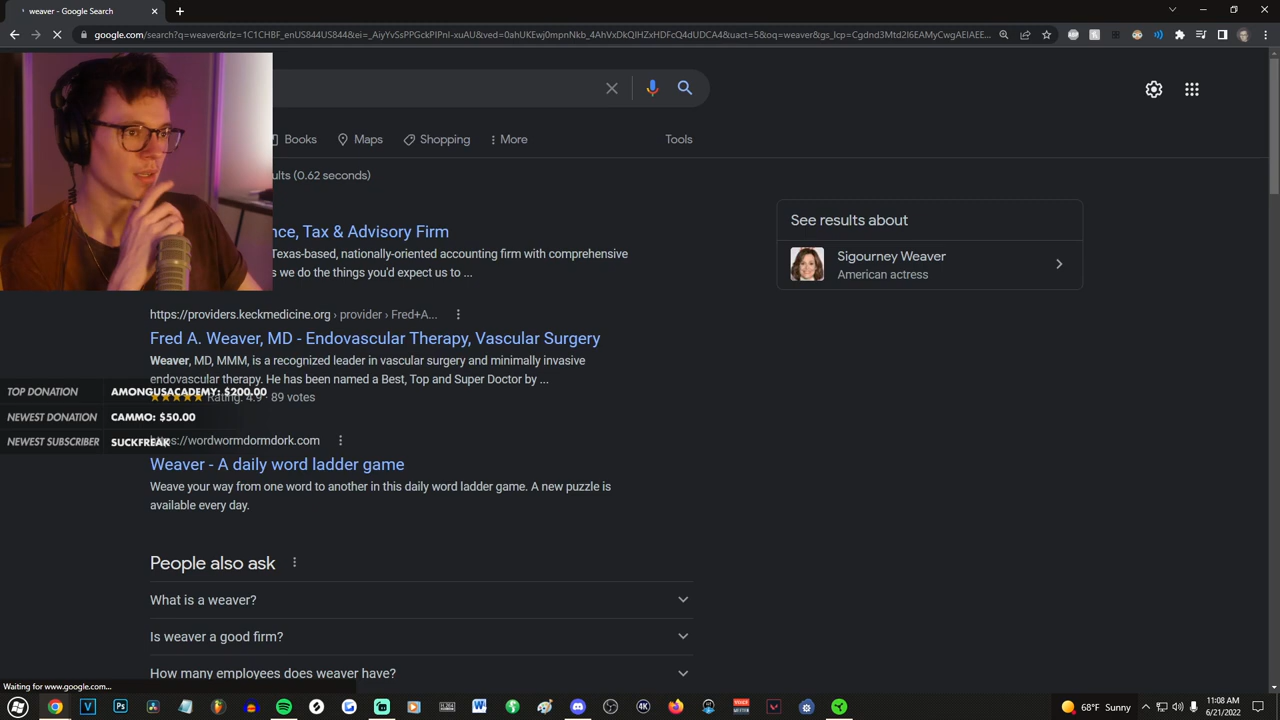 weaver - Google Search
google.com/search?q=weaver&rlz=1C1CHBF_enUS844US844&ei=_AiyYvSsPPGckPIPnI-xuAU&ved=0ahUKEwj0mpnNkb_4AhVxDkQIHZxHDFcQ4dUDCA4&uact=5&oq=weaver&gs_lcp=Cgdnd3Mtd2l6EAMyCwgAEIAEE...
Books
Maps
Shopping
More
Tools
ults (0.62 seconds)
nce, Tax & Advisory Firm
Texas-based, nationally-oriented accounting firm with comprehensive
s we do the things you'd expect us to ...
See results about
Sigourney Weaver
American actress
https://providers.keckmedicine.org › provider › Fred+A...
Fred A. Weaver, MD - Endovascular Therapy, Vascular Surgery
Weaver, MD, MMM, is a recognized leader in vascular surgery and minimally invasive
endovascular therapy. He has been named a Best, Top and Super Doctor by ...
Rating: 4.9 · 89 votes
TOP DONATION AMONGUSACADEMY: $200.00
NEWEST DONATION CAMMO: $50.00
NEWEST SUBSCRIBER SUCKFREAK
https://wordwormdormdork.com
Weaver - A daily word ladder game
Weave your way from one word to another in this daily word ladder game. A new puzzle is
available every day.
People also ask
What is a weaver?
Is weaver a good firm?
How many employees does weaver have?
Waiting for www.google.com...
68°F Sunny
11:08 AM
6/21/2022